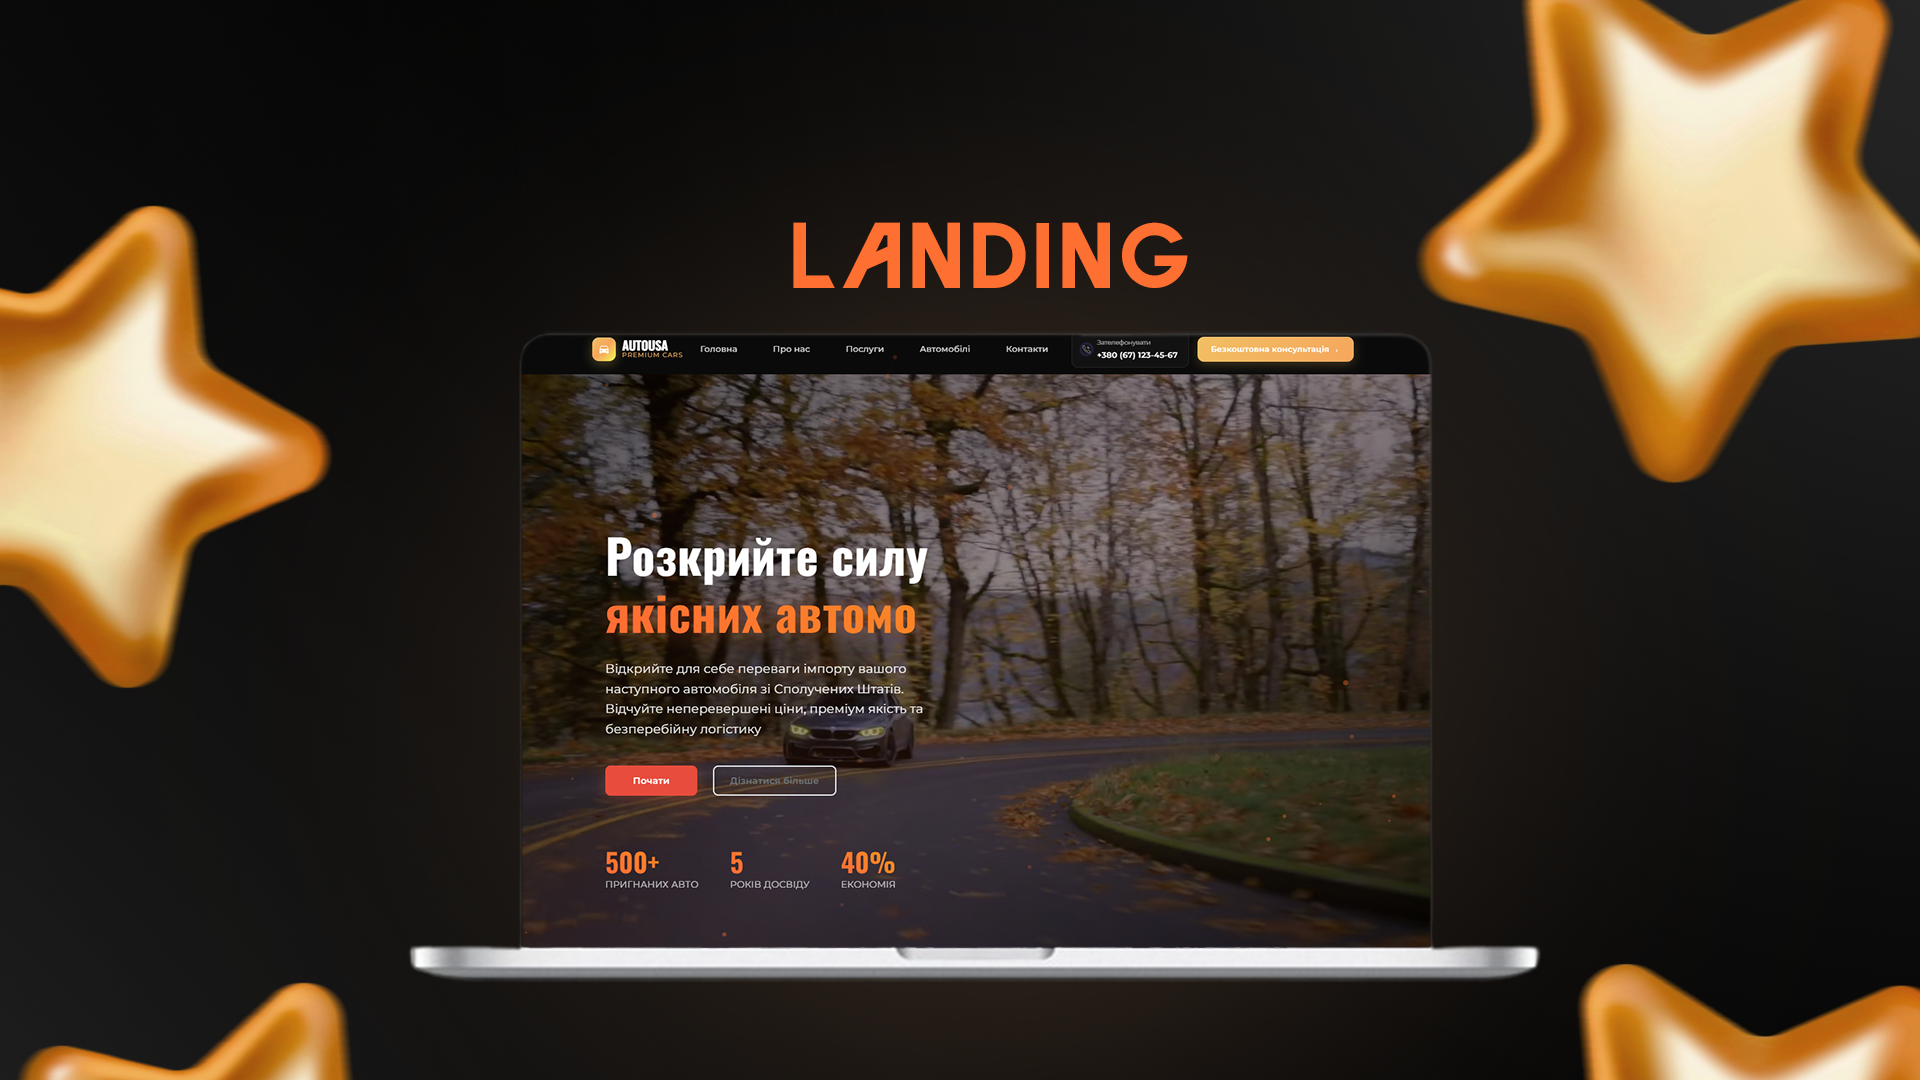 LANDING
AUTOUSA
PREMIUM CARS
Головна
Про нас
Послуги
Автомобілі
Контакти
Зателефонувати
+380 (67) 123-45-67
Безкоштовна консультація
Розкрийте силу
якісних автомо
Відкрийте для себе переваги імпорту вашого
наступного автомобіля зі Сполучених Штатів.
Відчуйте неперевершені ціни, преміум якість та
безперебійну логістику
Почати
Дізнатися більше
500+
5
40%
ПРИГНАНИХ АВТО
РОКІВ ДОСВІДУ
ЕКОНОМІЯ